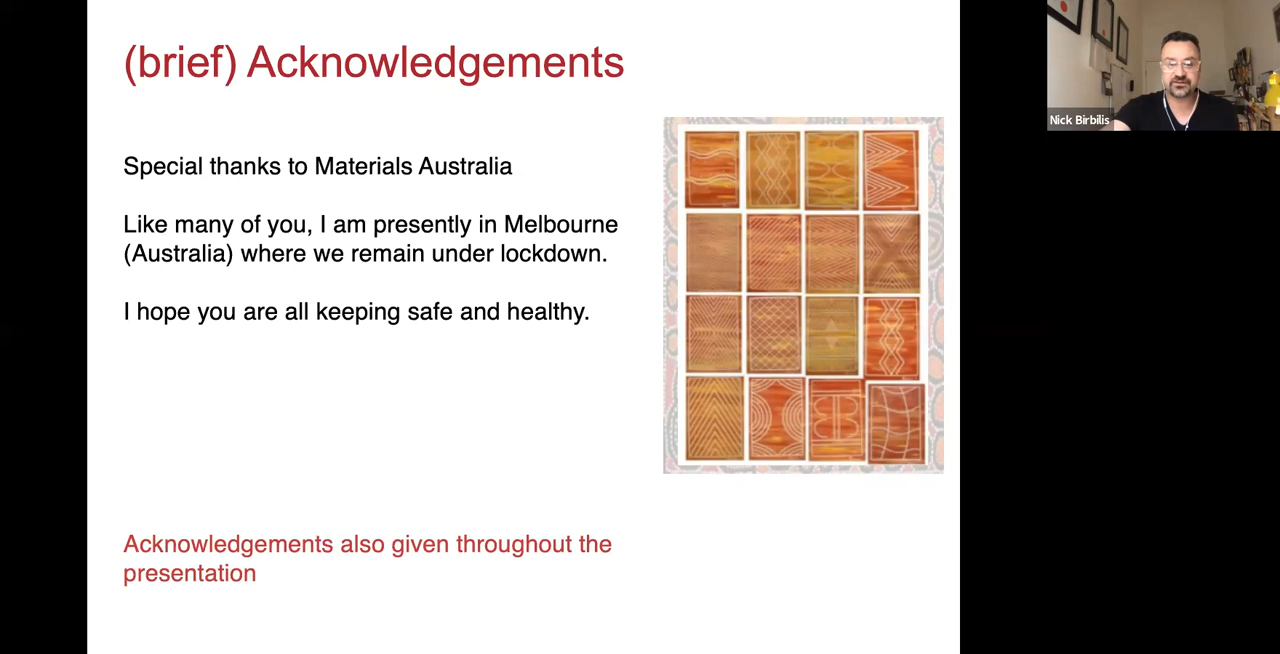 (brief) Acknowledgements
Special thanks to Materials Australia
Like many of you, I am presently in Melbourne
(Australia) where we remain under lockdown.
I hope you are all keeping safe and healthy.
Acknowledgements also given throughout the
presentation
Nick Birbilis